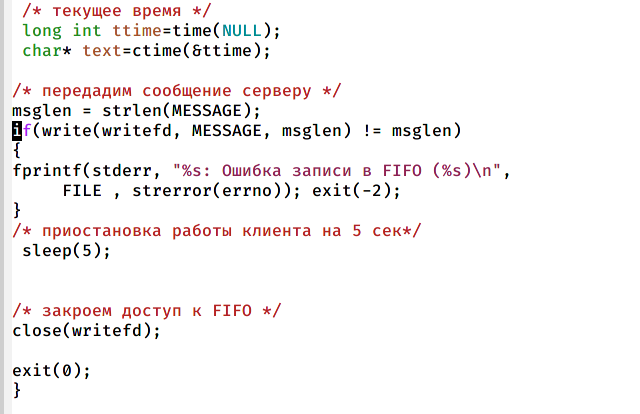 /* текущее время */
long int ttime=time(NULL);
char* text=ctime(&ttime);
/* передадим сообщение серверу */
msglen = strlen(MESSAGE);
if(write(writefd, MESSAGE, msglen) != msglen)
{
fprintf(stderr, "%s: Ошибка записи в FIFO (%s)\n",
FILE , strerror(errno)); exit(-2);
}
/* приостановка работы клиента на 5 сек*/
sleep(5);
/* закроем доступ к FIFO */
close(writefd);
exit(0);
}